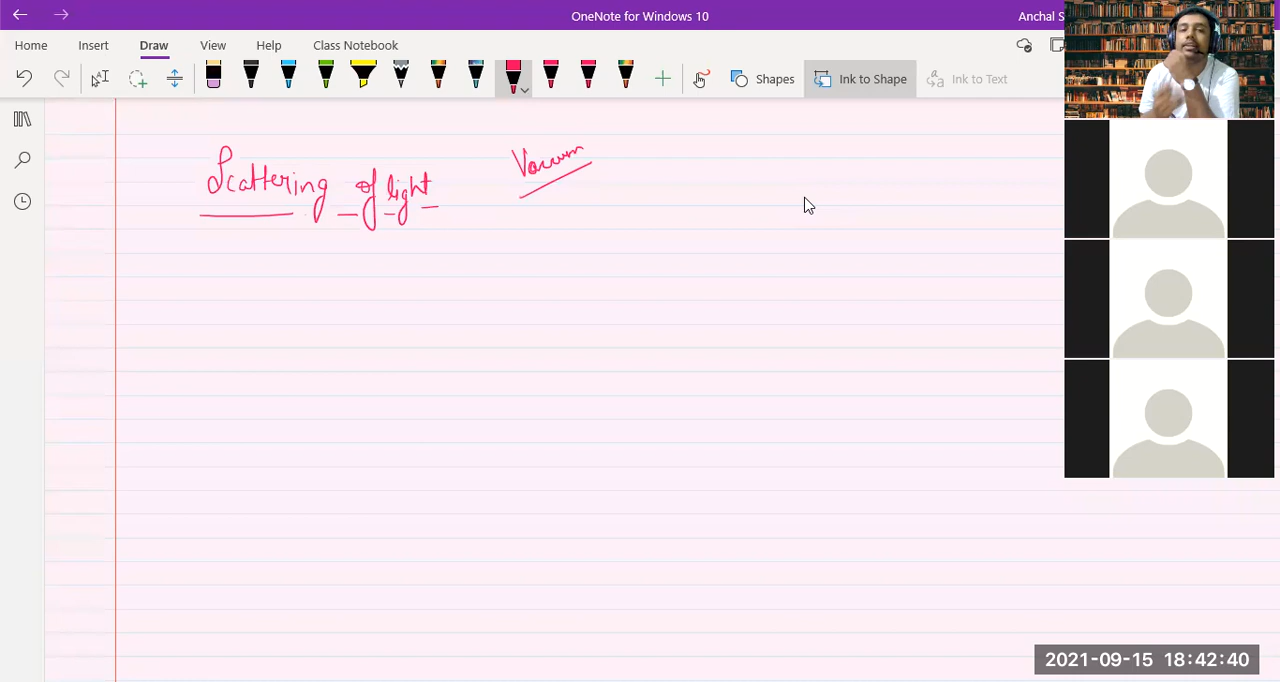 OneNote for Windows 10
Anchal S
Home Insert Draw View Help Class Notebook
Shapes Ink to Shape Ink to Text
Scattering of light
Vacuum
2021-09-15 18:42:40